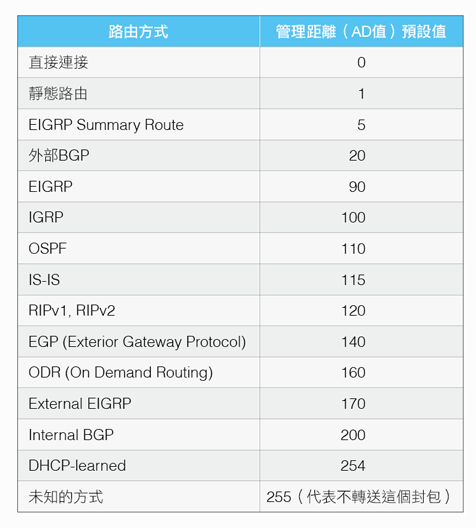 路由方式 管理距離（AD值）預設值
直接連接 0
靜態路由 1
EIGRP Summary Route 5
外部BGP 20
EIGRP 90
IGRP 100
OSPF 110
IS-IS 115
RIPv1, RIPv2 120
EGP (Exterior Gateway Protocol) 140
ODR (On Demand Routing) 160
External EIGRP 170
Internal BGP 200
DHCP-learned 254
未知的方式 255（代表不轉送這個封包）